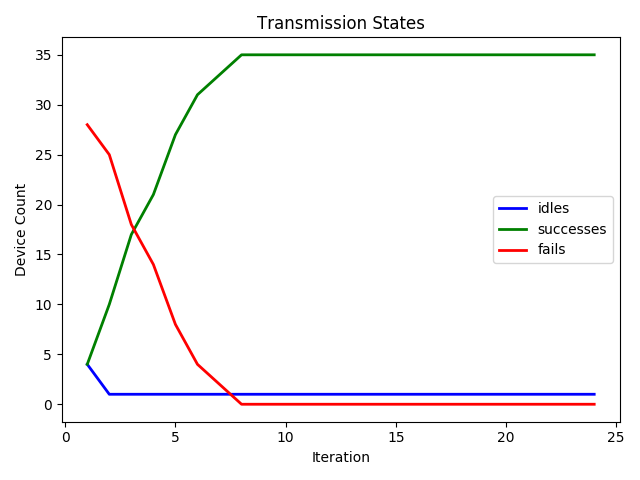 Transmission States
Device Count
35
30
25
20
15
10
5
0
idles
successes
fails
0 5 10 15 20 25
Iteration